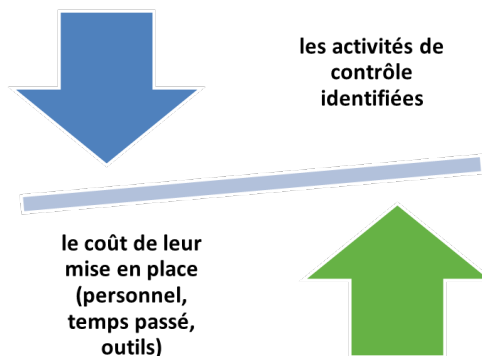 les activités de
contrôle
identifiées
le coût de leur
mise en place
(personnel,
temps passé,
outils)